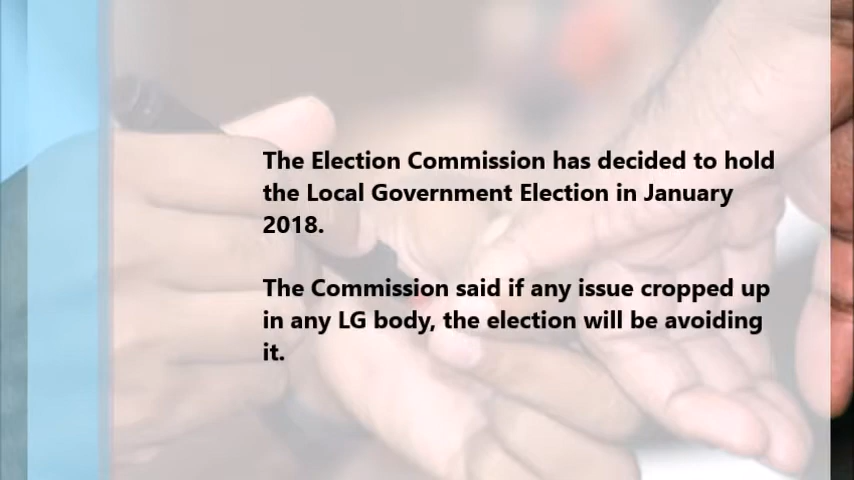 The Election Commission has decided to hold
the Local Government Election in January
2018.
The Commission said if any issue cropped up
in any LG body, the election will be avoiding
it.